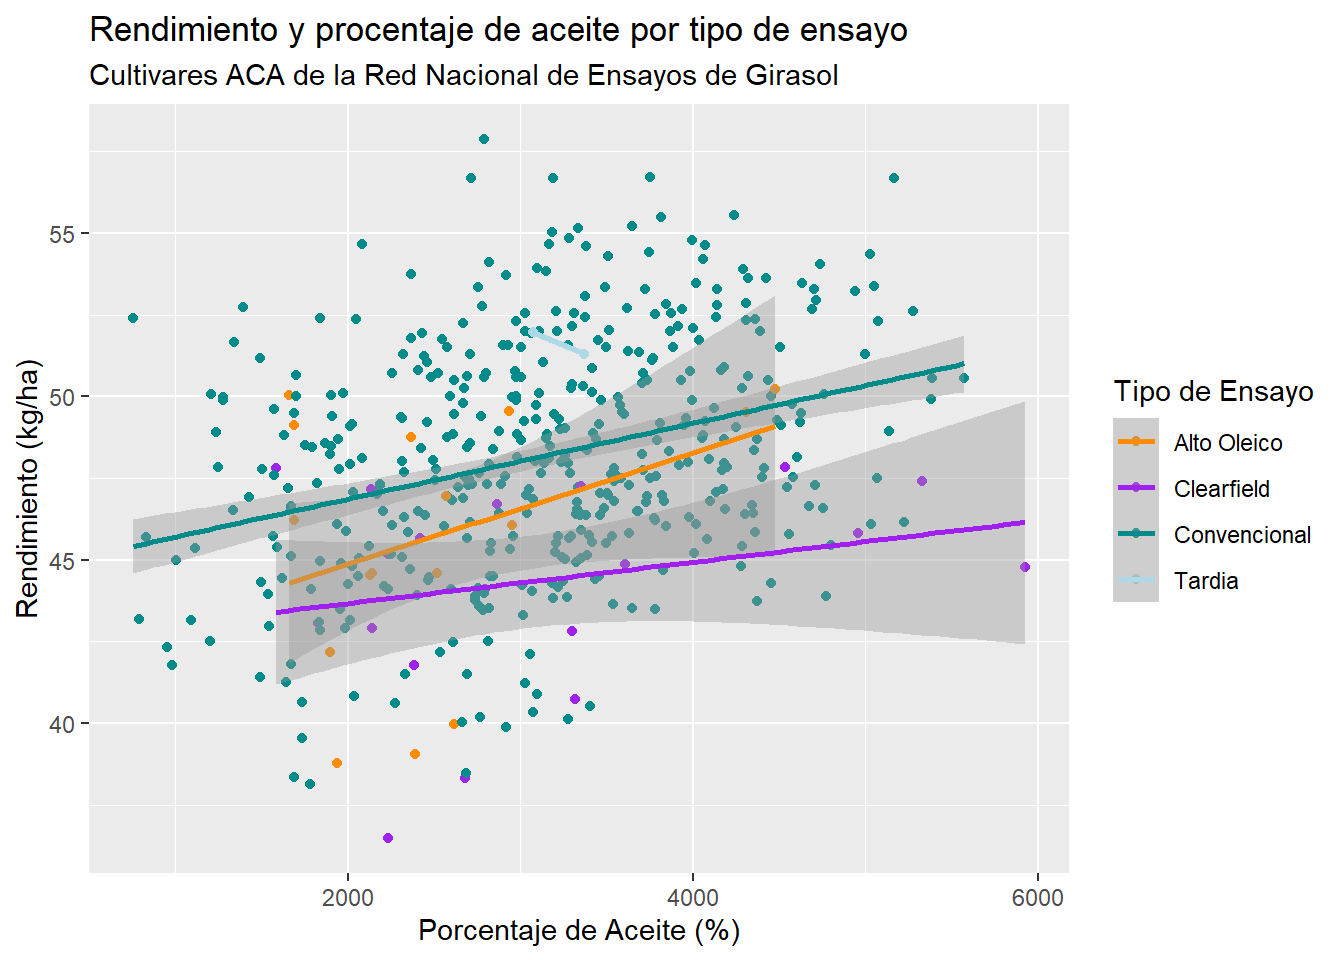 Rendimiento y procentaje de aceite por tipo de ensayo
Cultivares ACA de la Red Nacional de Ensayos de Girasol
Rendimiento (kg/ha)
55
50
45
40
2000
4000
6000
Porcentaje de Aceite (%)
Tipo de Ensayo
Alto Oleico
Clearfield
Convencional
Tardia